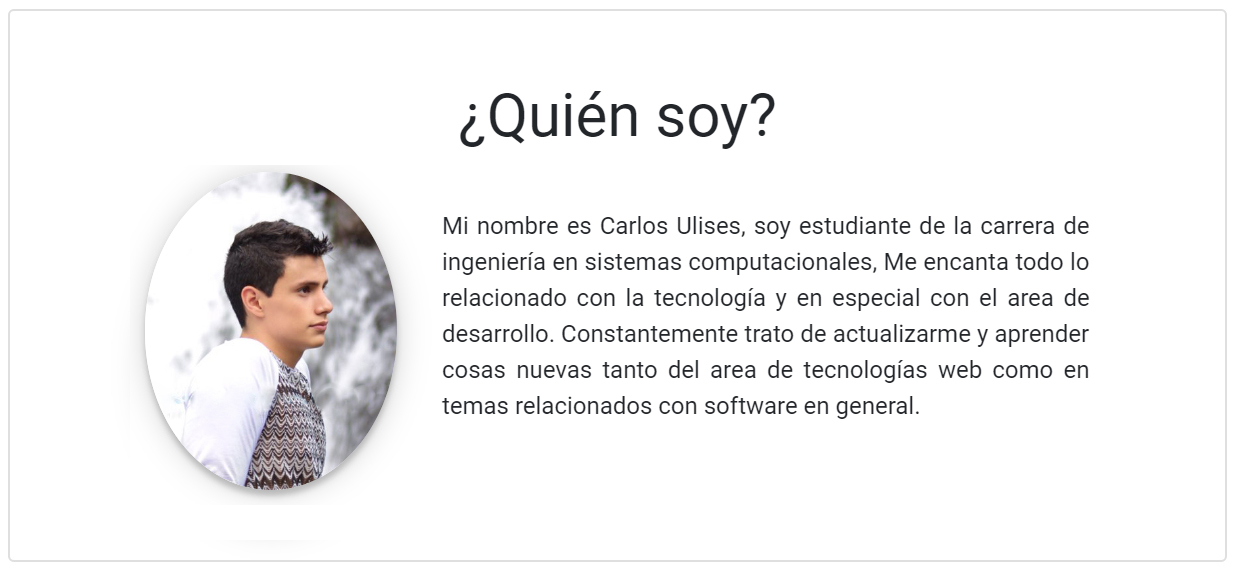 ¿Quién soy?
Mi nombre es Carlos Ulises, soy estudiante de la carrera de
ingeniería en sistemas computacionales, Me encanta todo lo
relacionado con la tecnología y en especial con el area de
desarrollo. Constantemente trato de actualizarme y aprender
cosas nuevas tanto del area de tecnologías web como en
temas relacionados con software en general.